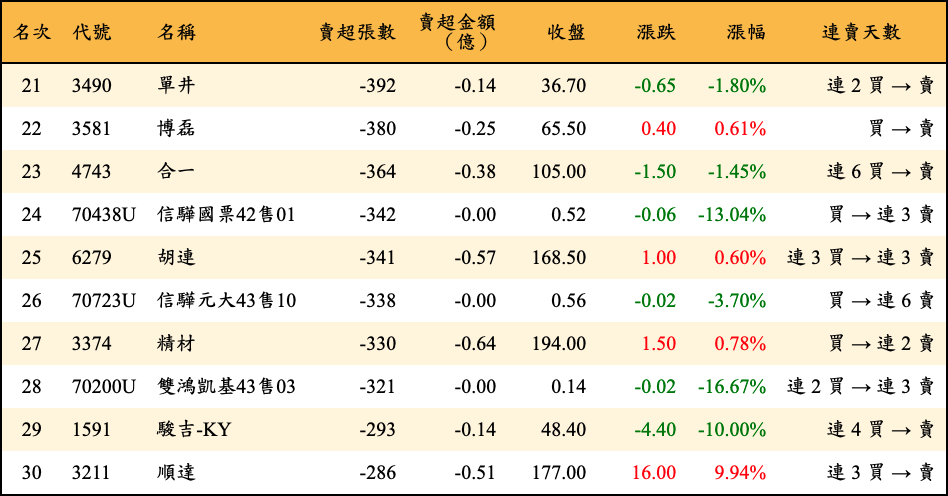 名次 代號 名稱 賣超張數 賣超金額（億） 收盤 漲跌 漲幅 連賣天數
21 3490 單井 -392 -0.14 36.70 -0.65 -1.80% 連 2 買 → 賣
22 3581 博磊 -380 -0.25 65.50 0.40 0.61% 買 → 賣
23 4743 合一 -364 -0.38 105.00 -1.50 -1.45% 連 6 買 → 賣
24 70438U 信驊國票42售01 -342 -0.00 0.52 -0.06 -13.04% 買 → 連 3 賣
25 6279 胡連 -341 -0.57 168.50 1.00 0.60% 連 3 買 → 連 3 賣
26 70723U 信驊元大43售10 -338 -0.00 0.56 -0.02 -3.70% 買 → 連 6 賣
27 3374 精材 -330 -0.64 194.00 1.50 0.78% 買 → 連 2 賣
28 70200U 雙鴻凱基43售03 -321 -0.00 0.14 -0.02 -16.67% 連 2 買 → 連 3 賣
29 1591 駿吉-KY -293 -0.14 48.40 -4.40 -10.00% 連 4 買 → 賣
30 3211 順達 -286 -0.51 177.00 16.00 9.94% 連 3 買 → 賣